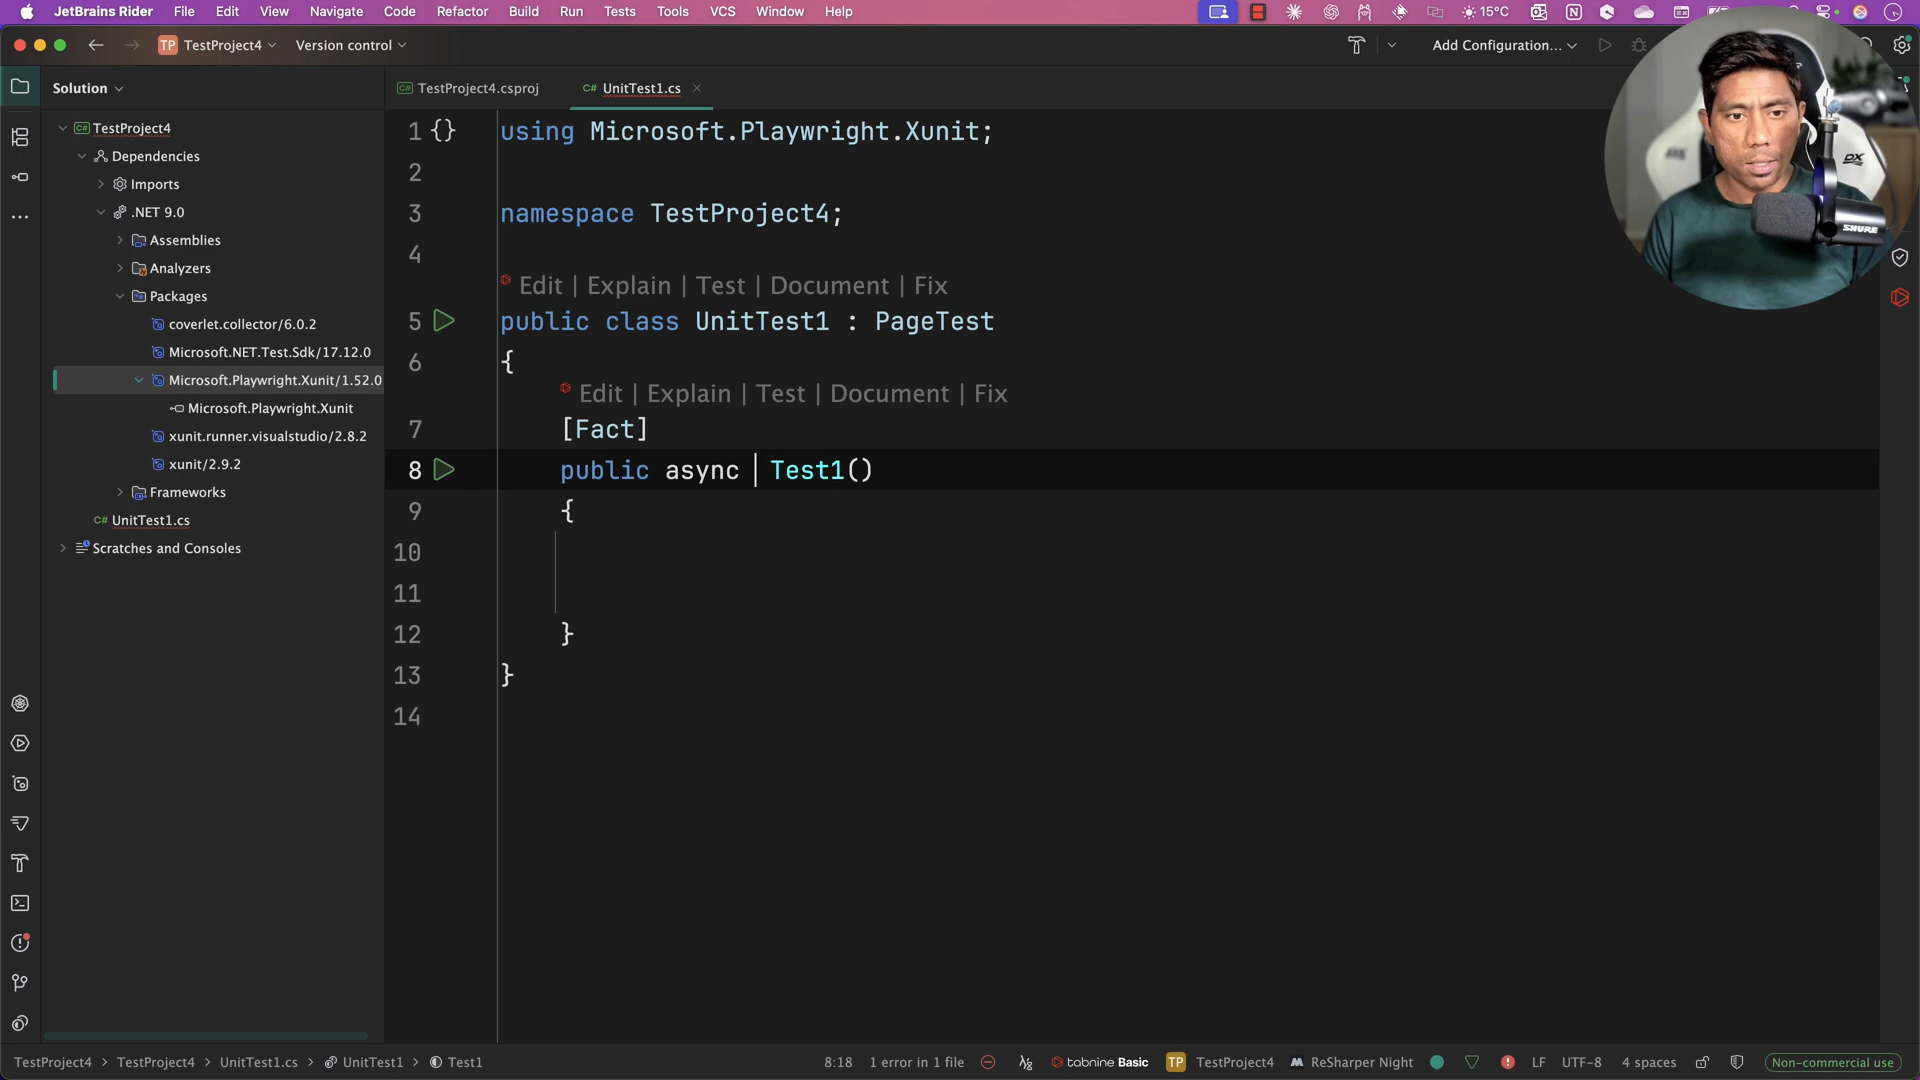 JetBrains Rider File Edit View Navigate Code Refactor Build Run Tests Tools VCS Window Help 15°C
TP TestProject4 Version control Add Configuration...
Solution
TestProject4.csproj
C# UnitTest1.cs
C# TestProject4
Dependencies
Imports
.NET 9.0
Assemblies
Analyzers
Packages
coverlet.collector/6.0.2
Microsoft.NET.Test.Sdk/17.12.0
Microsoft.Playwright.Xunit/1.52.0
Microsoft.Playwright.Xunit
xunit.runner.visualstudio/2.8.2
xunit/2.9.2
Frameworks
C# UnitTest1.cs
Scratches and Consoles
1 {} using Microsoft.Playwright.Xunit;
2
3 namespace TestProject4;
4
Edit | Explain | Test | Document | Fix
5 public class UnitTest1 : PageTest
6 {
Edit | Explain | Test | Document | Fix
7 [Fact]
8 public async Test1()
9 {
10
11
12 }
13 }
14
DX
SHURE
TestProject4 > TestProject4 > UnitTest1.cs > UnitTest1 > Test1 8:18 1 error in 1 file tabnine Basic TP TestProject4 ReSharper Night LF UTF-8 4 spaces Non-commercial use